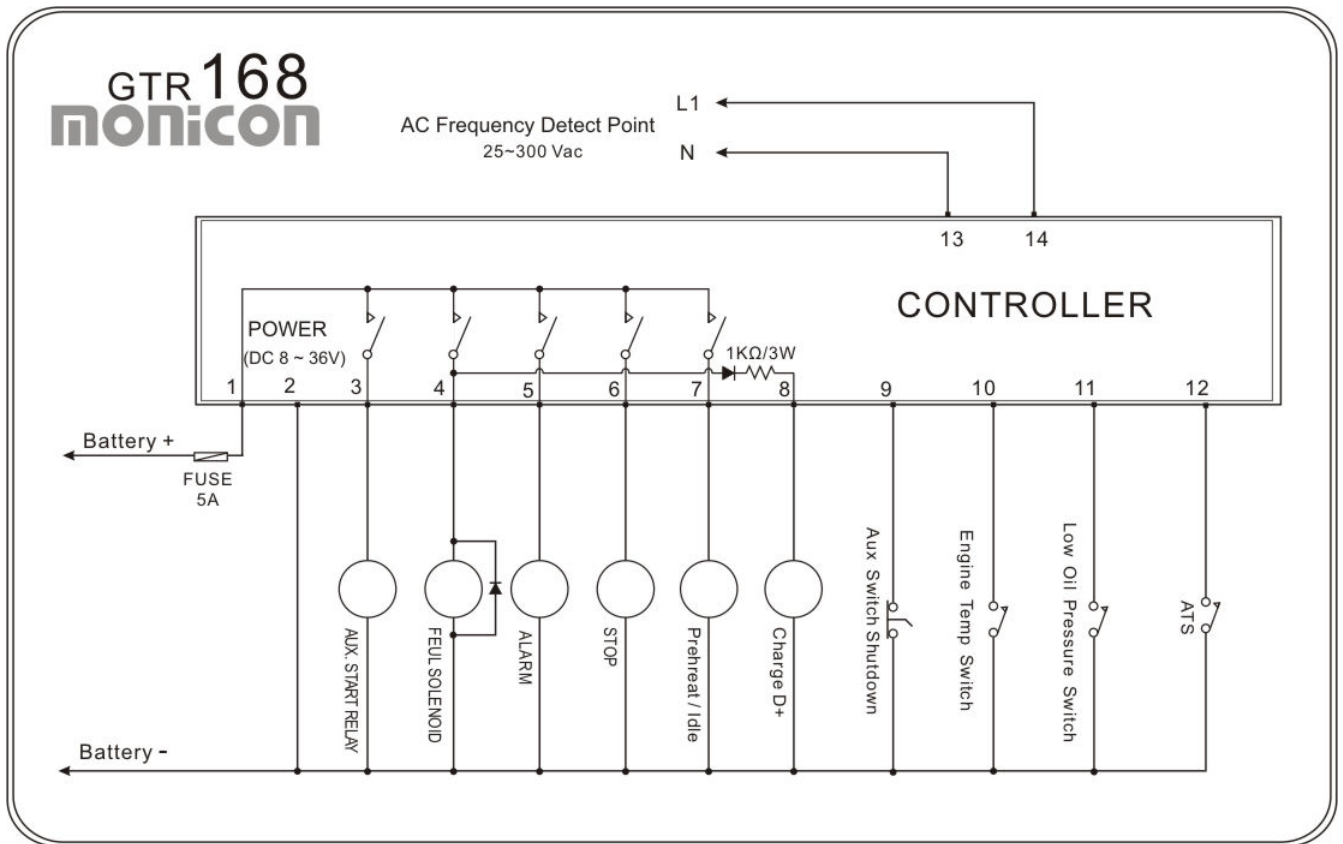 GTR 168
monicon
AC Frequency Detect Point
25~300 Vac
L1
N
13
14
CONTROLLER
POWER
(DC 8 ~ 36V)
1KΩ/3W
1
2
3
4
5
6
7
8
9
10
11
12
Battery +
FUSE
5A
AUX. START RELAY
FEUL SOLENOID
ALARM
STOP
Prehreat / Idle
Charge D+
Aux Switch Shutdown
Engine Temp Switch
Low Oil Pressure Switch
ATS
Battery -